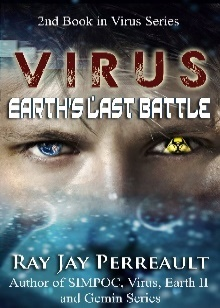 2nd Book in Virus Series
VIRUS
EARTH'S LAST BATTLE
RAY JAY PERREAULT
Author of SIMPOC, Virus, Earth II
and Gemin Series